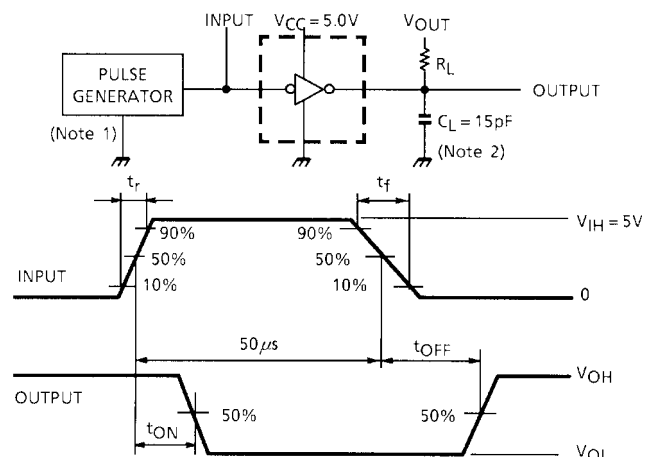 INPUT
VCC = 5.0V
VOUT
RL
PULSE
GENERATOR
OUTPUT
(Note 1)
CL = 15pF
(Note 2)
tr
tf
VIH = 5V
90%
90%
50%
50%
INPUT
10%
10%
0
50μs
tOFF
VOH
OUTPUT
50%
50%
tON
VOL